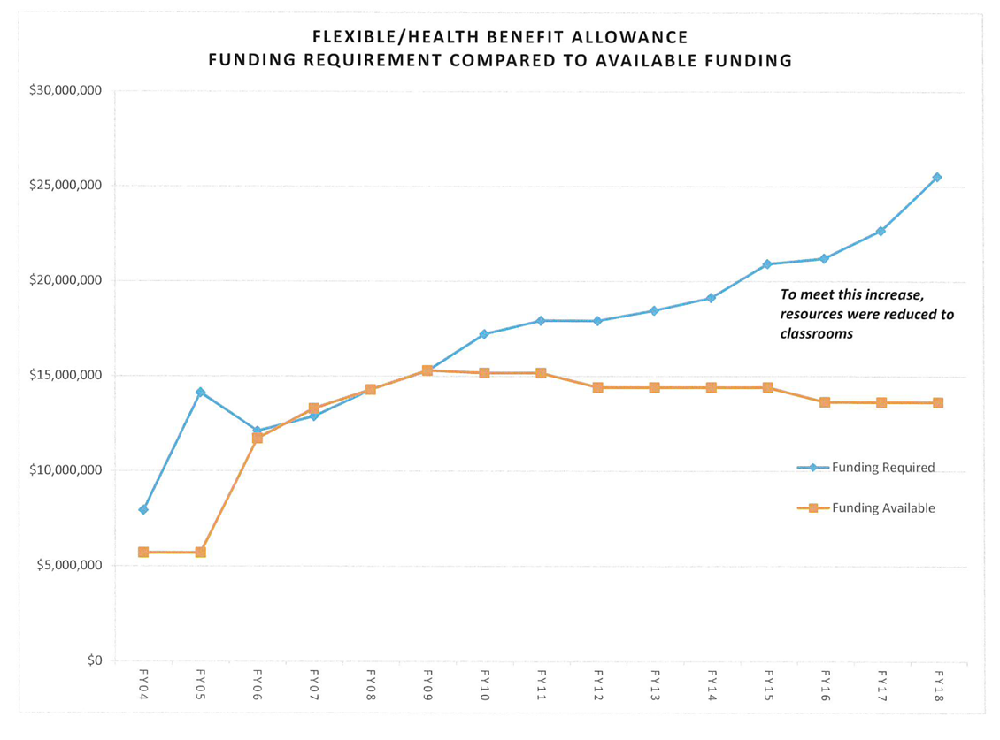 FLEXIBLE/HEALTH BENEFIT ALLOWANCE
FUNDING REQUIREMENT COMPARED TO AVAILABLE FUNDING
$30,000,000
$25,000,000
$20,000,000
$15,000,000
$10,000,000
$5,000,000
$0
To meet this increase,
resources were reduced to
classrooms
Funding Required
Funding Available
FY04
FY05
FY06
FY07
FY08
FY09
FY10
FY11
FY12
FY13
FY14
FY15
FY16
FY17
FY18